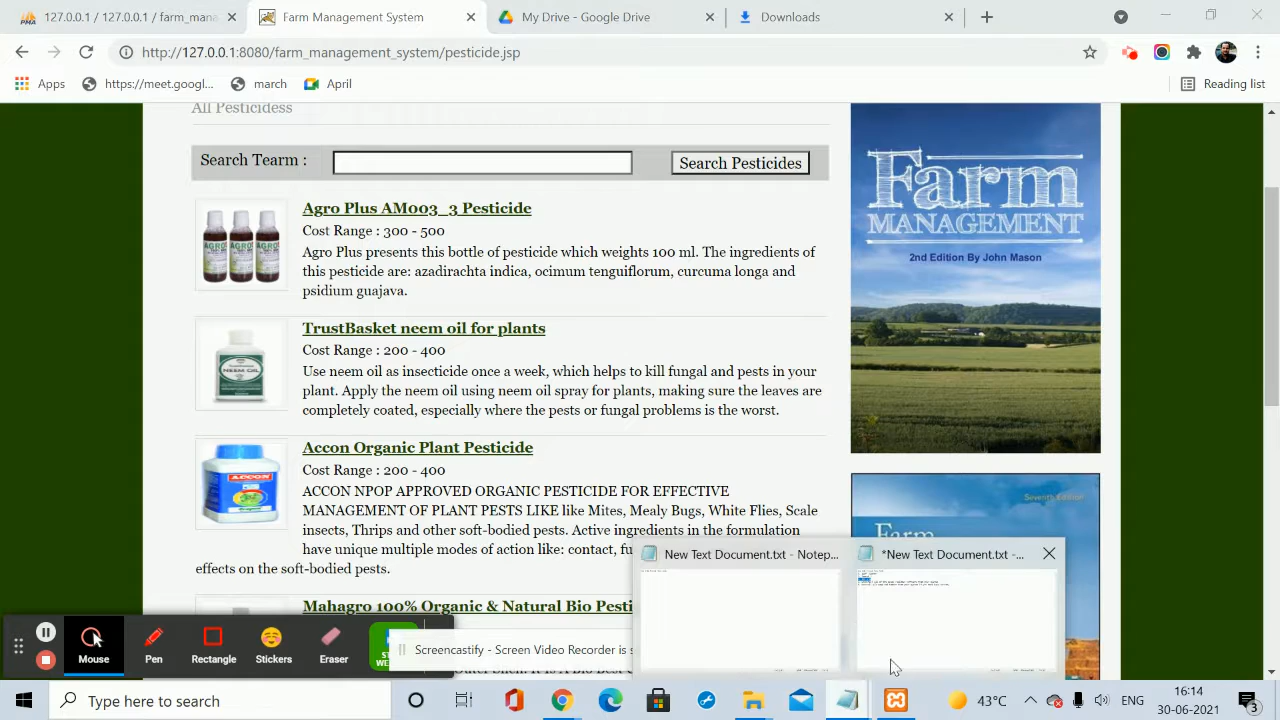 127.0.0.1 / 127.0.0.1 / farm_mana
Farm Management System
My Drive - Google Drive
Downloads
http://127.0.0.1:8080/farm_management_system/pesticide.jsp
Apps
https://meet.googl...
march
April
Reading list
All Pesticidess
Search Tearm :
Search Pesticides
Agro Plus AM003_3 Pesticide
Cost Range : 300 - 500
Agro Plus presents this bottle of pesticide which weights 100 ml. The ingredients of
this pesticide are: azadirachta indica, ocimum tenguiflorum, curcuma longa and
psidium guajava.
TrustBasket neem oil for plants
Cost Range : 200 - 400
Use neem oil as insecticide once a week, which helps to kill fungal and pests in your
plant. Apply the neem oil using neem oil spray for plants, making sure the leaves are
completely coated, especially where the pests or fungal problems is the worst.
Accon Organic Plant Pesticide
Cost Range : 200 - 400
ACCON NPOP APPROVED ORGANIC PESTICIDE FOR EFFECTIVE
MANAGEMENT OF PLANT PESTS LIKE like Mites, Mealy Bugs, White Flies, Scale
insects, Thrips and other soft-bodied pests. Active ingredients in the formulation
have unique multiple modes of action like: contact, fu
effects on the soft-bodied pests.
Mahagro 100% Organic & Natural Bio Pesti
AGRO
AGRO
AGRO
NEEM OIL
ACCON
Farm
MANAGEMENT
2nd Edition By John Mason
Seventh Edition
Farm
New Text Document.txt - Notep...
*New Text Document.txt -...
Mouse
Pen
Rectangle
Stickers
Eraser
Screencastify - Screen Video Recorder is s
Type here to search
43°C
ENG
16:14
30-06-2021
3